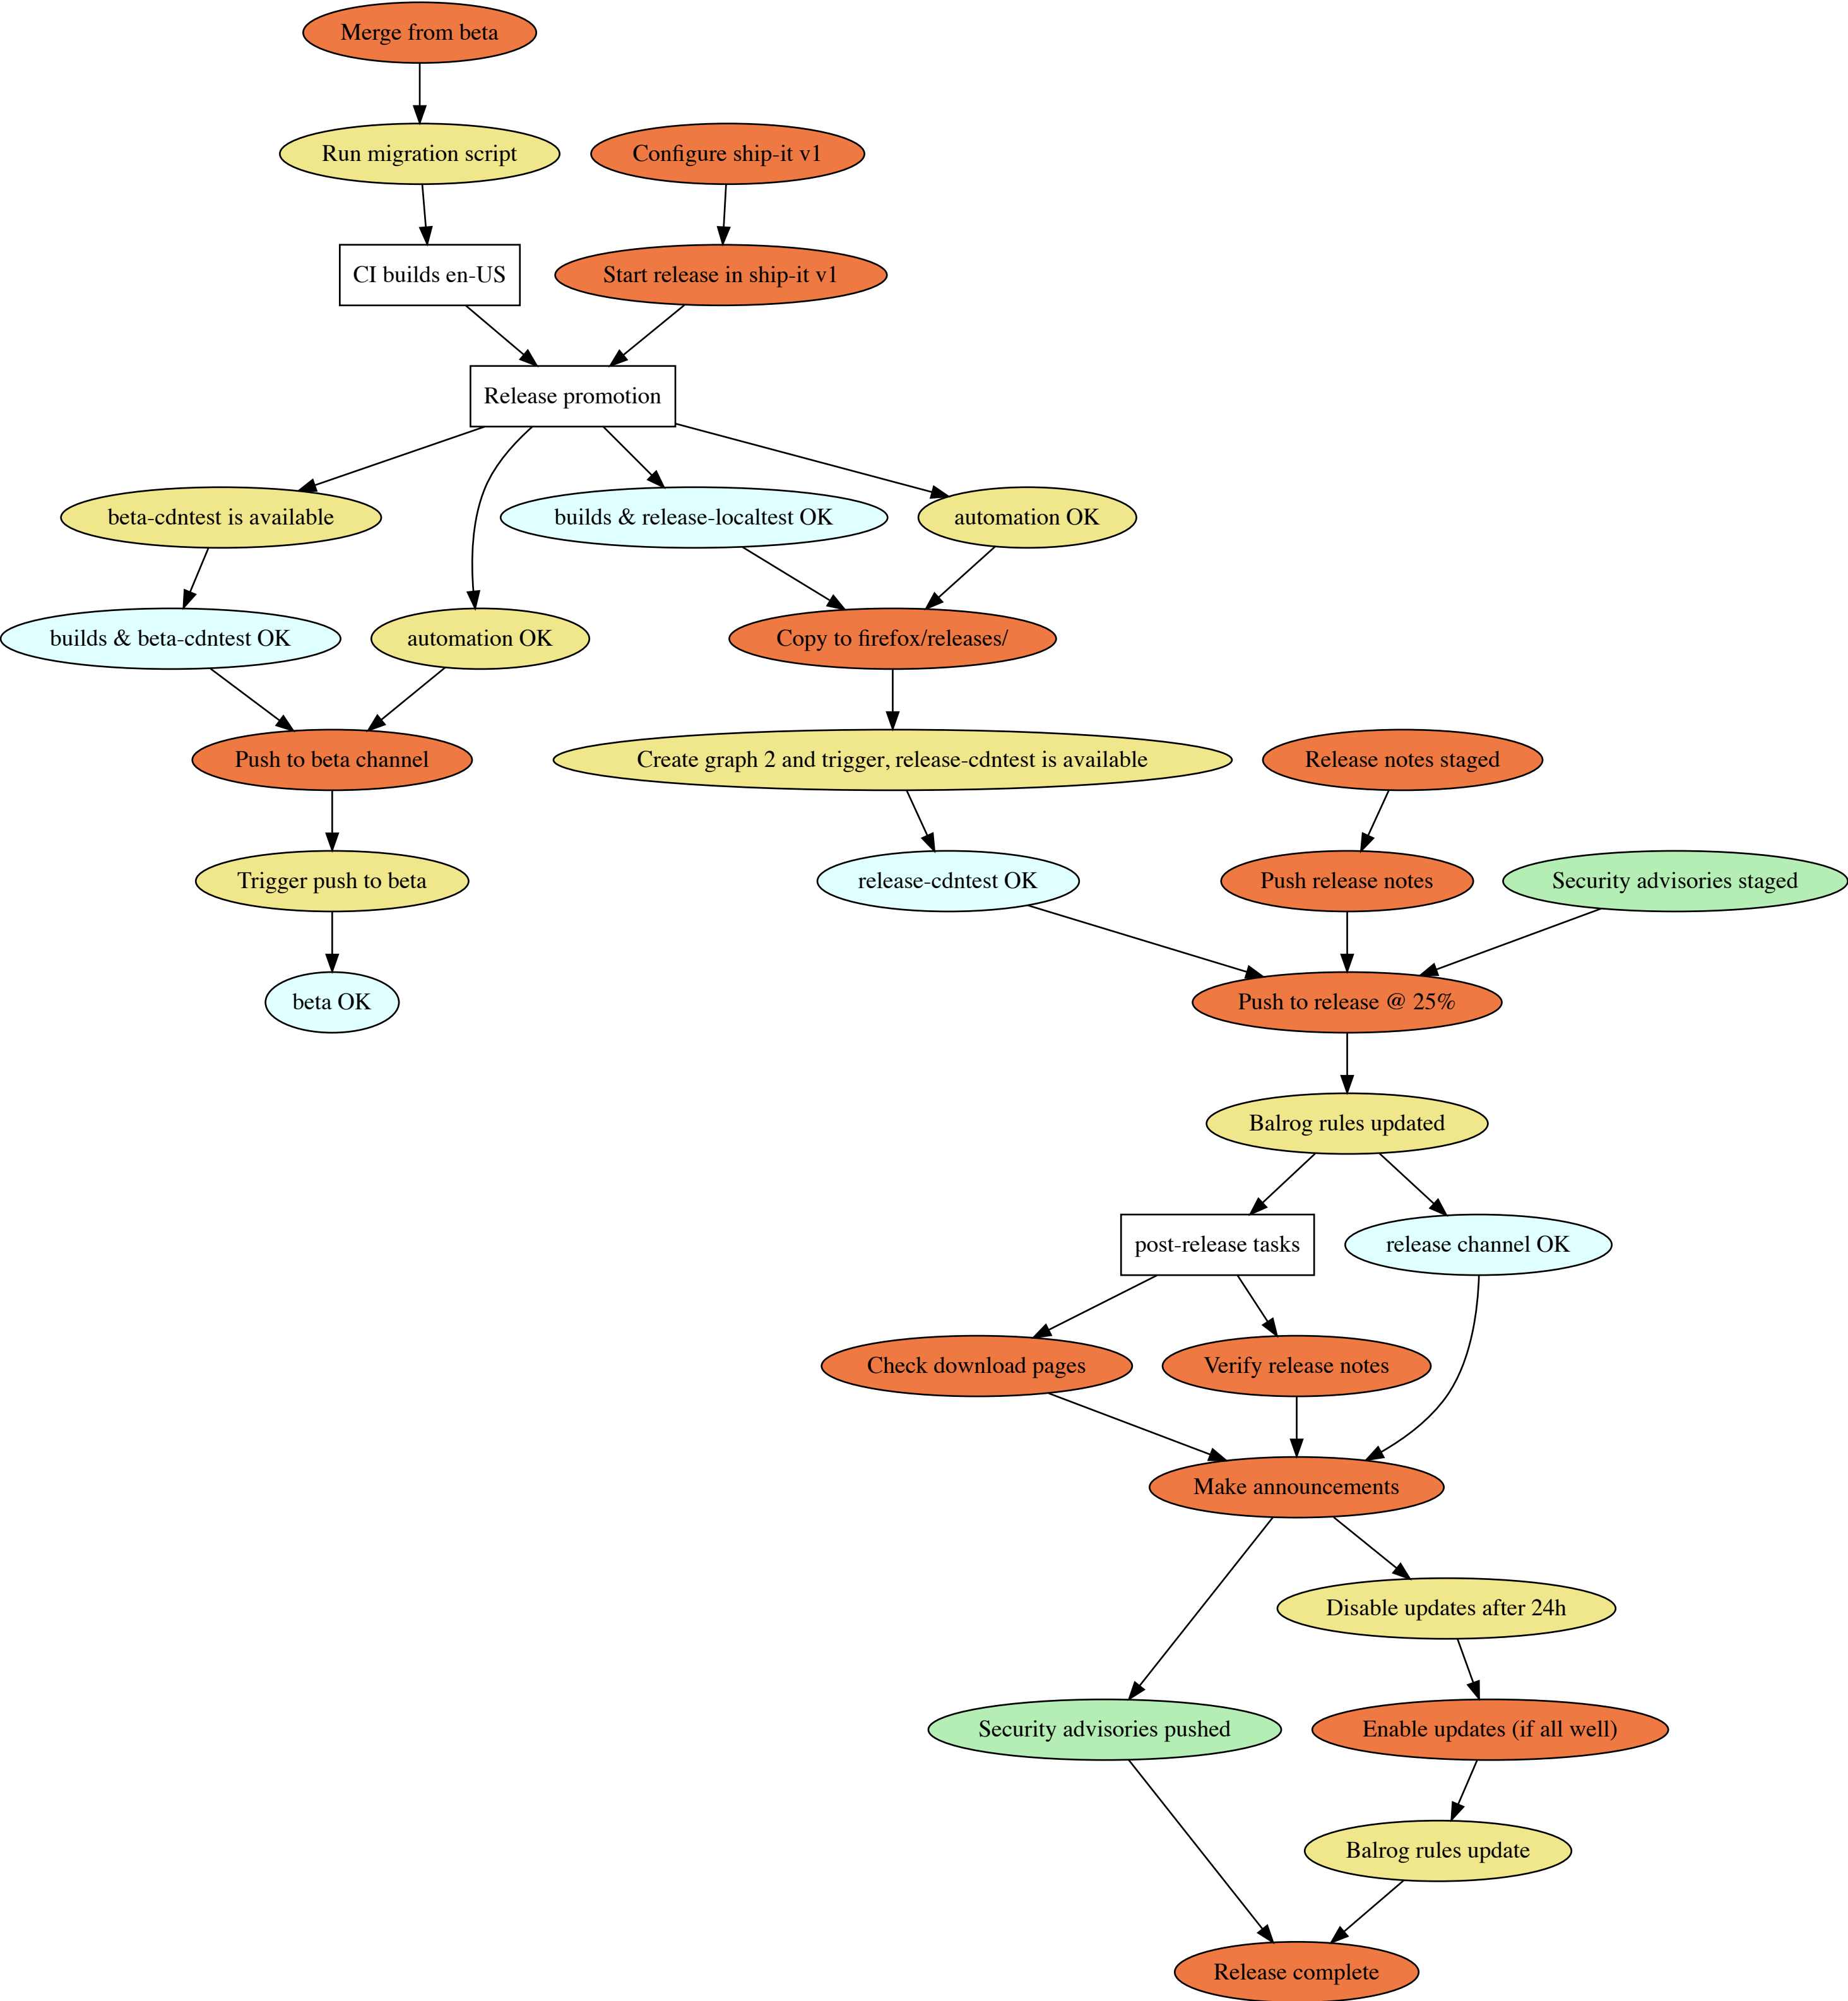 Merge from beta
Run migration script
Configure ship-it v1
CI builds en-US
Start release in ship-it v1
Release promotion
beta-cdntest is available
builds & release-localtest OK
automation OK
builds & beta-cdntest OK
automation OK
Copy to firefox/releases/
Push to beta channel
Create graph 2 and trigger, release-cdntest is available
Release notes staged
Trigger push to beta
release-cdntest OK
Push release notes
Security advisories staged
beta OK
Push to release @ 25%
Balrog rules updated
post-release tasks
release channel OK
Check download pages
Verify release notes
Make announcements
Disable updates after 24h
Security advisories pushed
Enable updates (if all well)
Balrog rules update
Release complete